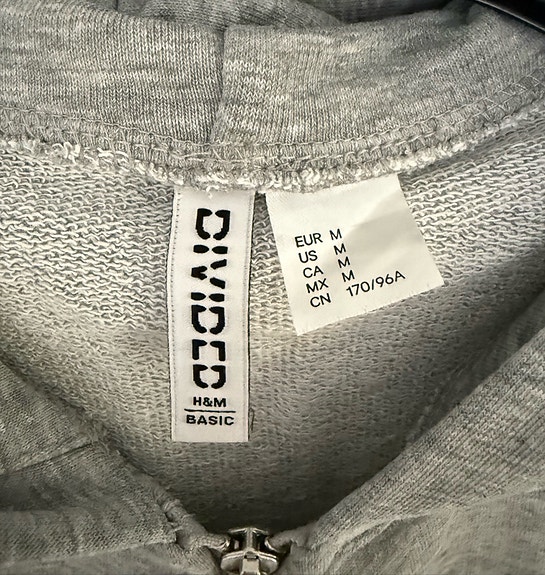 DIVIDED
H&M
BASIC
EUR M
US M
CA M
MX M
CN 170/96A